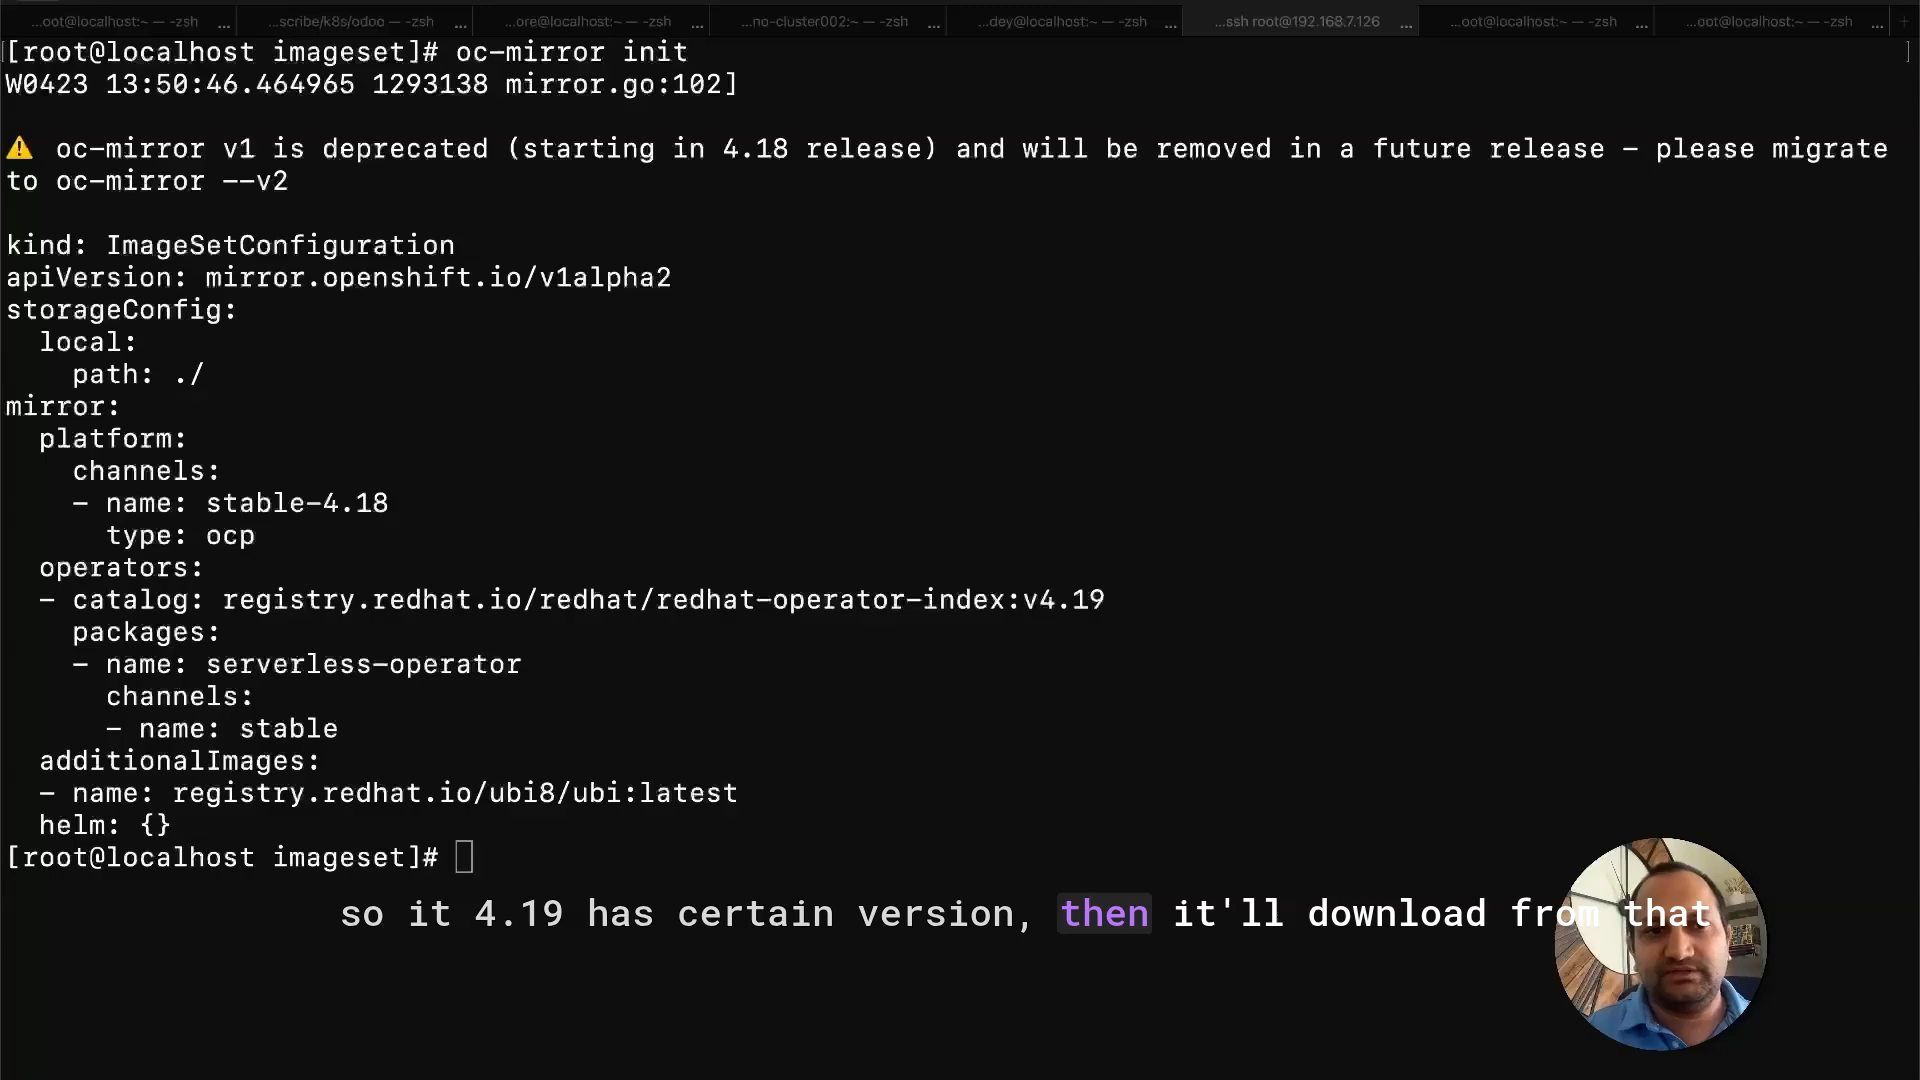 ...oot@localhost:~ — -zsh ... ...scribe/k8s/odoo — -zsh ... ...ore@localhost:~ — -zsh ... ...no-cluster002:~ — -zsh ... ...dey@localhost:~ — -zsh ... ...ssh root@192.168.7.126 ... ...oot@localhost:~ — -zsh ... ...oot@localhost:~ — -zsh ... +
[root@localhost imageset]# oc-mirror init
W0423 13:50:46.464965 1293138 mirror.go:102]
⚠ oc-mirror v1 is deprecated (starting in 4.18 release) and will be removed in a future release - please migrate
to oc-mirror --v2
kind: ImageSetConfiguration
apiVersion: mirror.openshift.io/v1alpha2
storageConfig:
  local:
    path: ./
mirror:
  platform:
    channels:
    - name: stable-4.18
      type: ocp
  operators:
  - catalog: registry.redhat.io/redhat/redhat-operator-index:v4.19
    packages:
    - name: serverless-operator
      channels:
      - name: stable
  additionalImages:
  - name: registry.redhat.io/ubi8/ubi:latest
  helm: {}
[root@localhost imageset]#
so it 4.19 has certain version, then it'll download from that